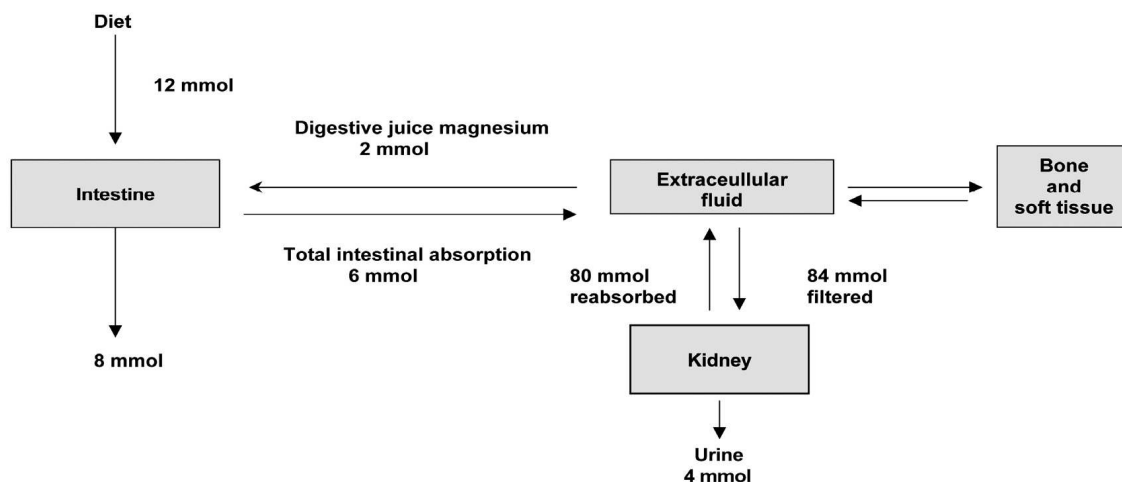 Diet
12 mmol
Digestive juice magnesium
2 mmol
Intestine
Extraceullular
fluid
Bone
and
soft tissue
Total intestinal absorption
6 mmol
80 mmol
reabsorbed
84 mmol
filtered
8 mmol
Kidney
Urine
4 mmol